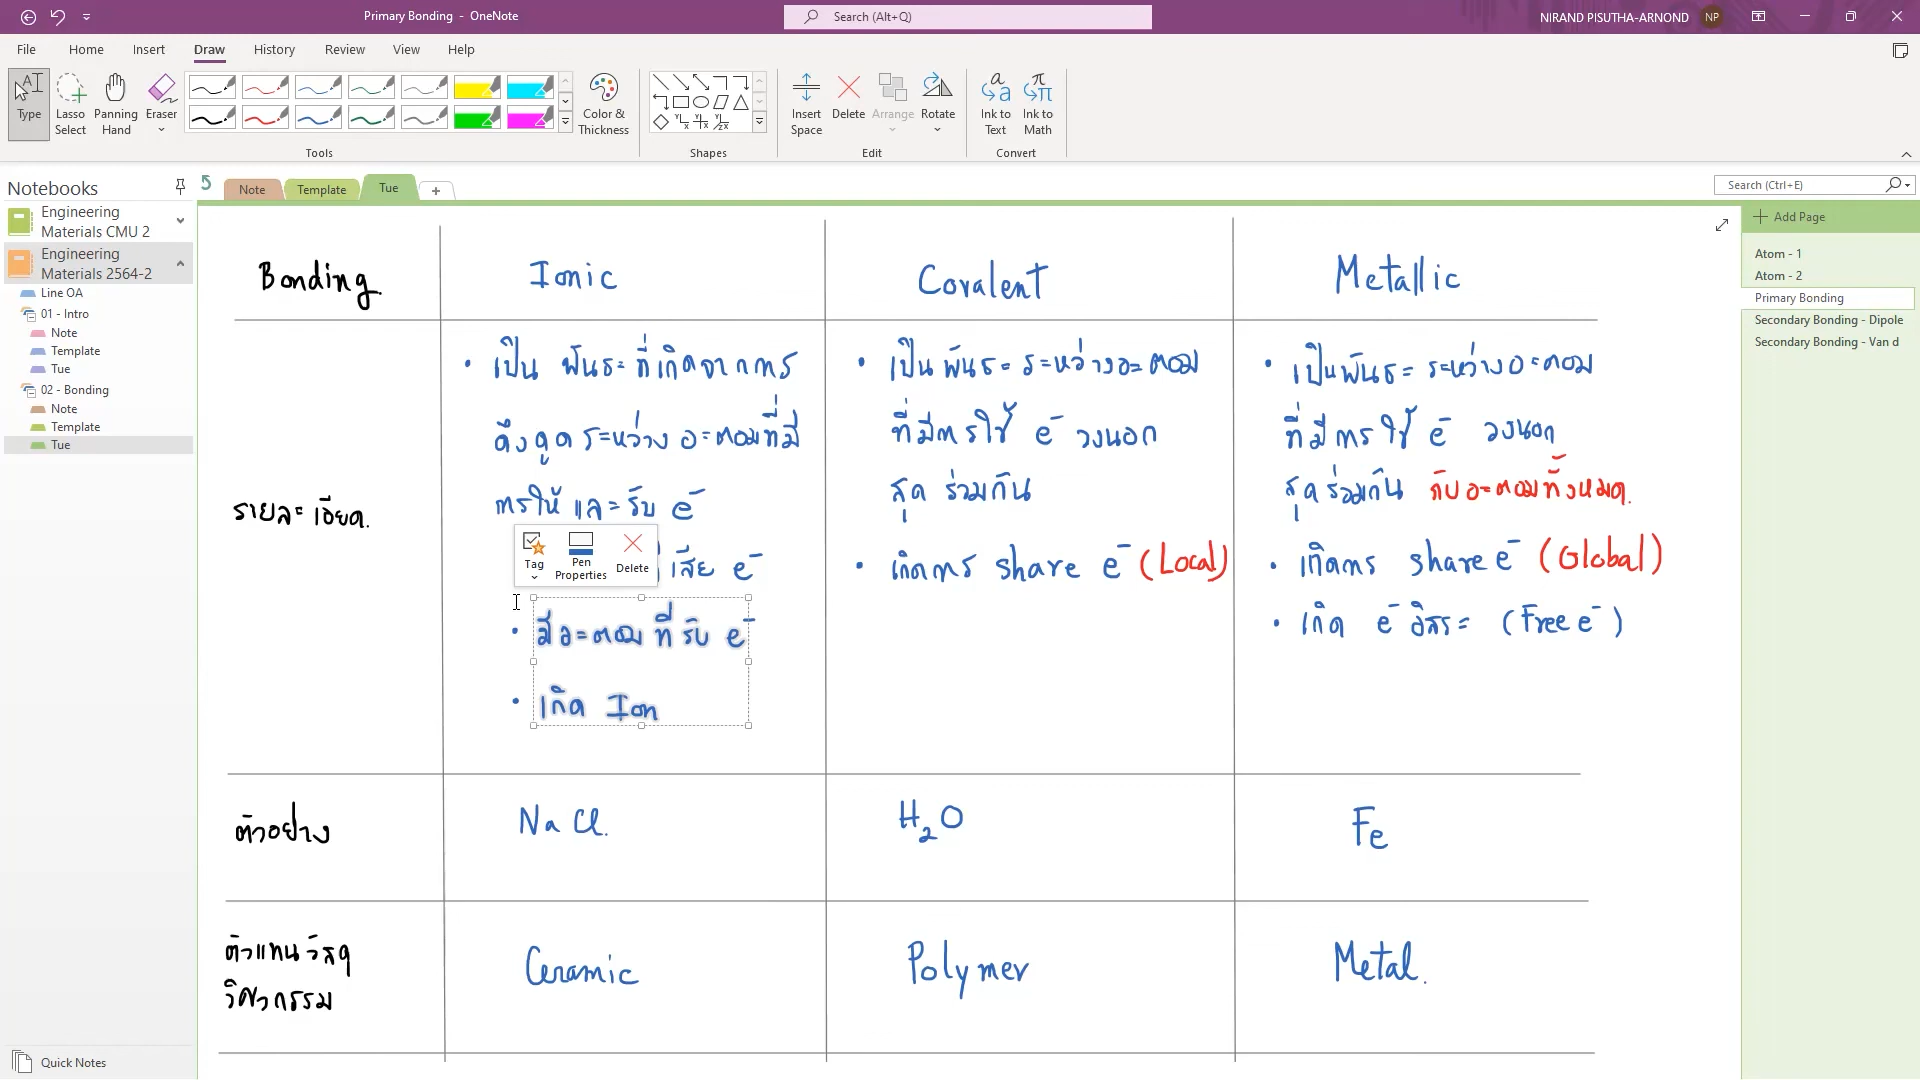 Primary Bonding - OneNote
Search (Alt+Q)
NIRAND PISUTHA-ARNOND
NP
File Home Insert Draw History Review View Help
Type
Lasso Select
Panning Hand
Eraser
Color & Thickness
Insert Space
Delete
Arrange
Rotate
Ink to Text
Ink to Math
Tools
Shapes
Edit
Convert
Notebooks
Note
Template
Tue
Search (Ctrl+E)
Engineering Materials CMU 2
Engineering Materials 2564-2
Line OA
01 - Intro
Note
Template
Tue
02 - Bonding
Note
Template
Tue
Quick Notes
Add Page
Atom - 1
Atom - 2
Primary Bonding
Secondary Bonding - Dipole
Secondary Bonding - Van d
Bonding.
Ionic
Covalent
Metallic
รายละเอียด.
• เป็น พันธะที่เกิดจากการ
ดึงดูดระหว่าง อะตอมที่มี
การให้ และรับ e⁻
เสีย e⁻
• มีอะตอมที่รับ e⁻
• เกิด Ion
Tag
Pen Properties
Delete
• เป็นพันธะ ระหว่างอะตอม
ที่มีการใช้ e⁻ วงนอก
สุด ร่วมกัน
• เกิดการ share e⁻ (Local)
• เป็นพันธะ ระหว่างอะตอม
ที่มีการใช้ e⁻ วงนอก
สุดร่วมกัน กับอะตอมทั้งหมด.
• เกิดการ share e⁻ (Global)
• เกิด e⁻ อิสระ (Free e⁻)
ตัวอย่าง
NaCl.
H₂O
Fe
ตัวแทนวัสดุ
วิศวกรรม
Ceramic
Polymer
Metal.